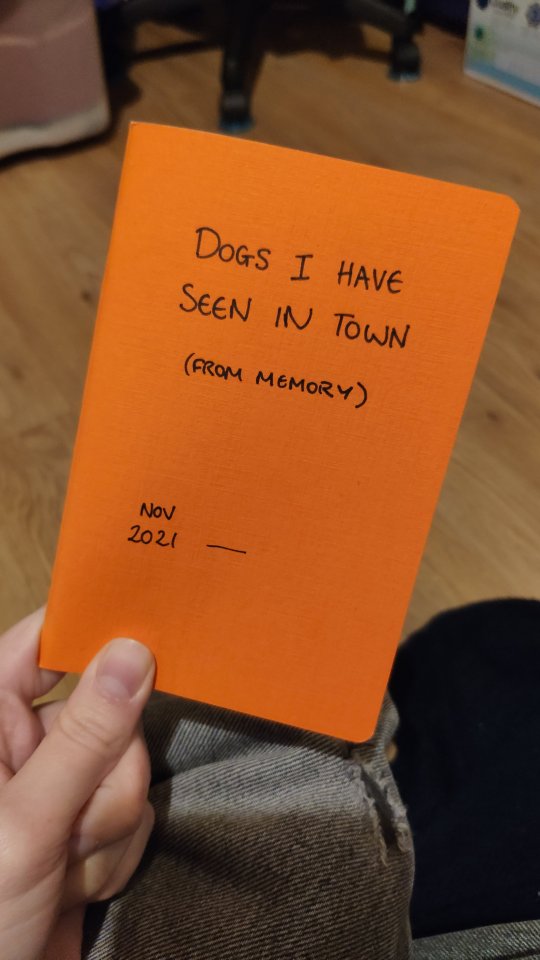 DOGS I HAVE
SEEN IN TOWN
(FROM MEMORY)
NOV
2021 —